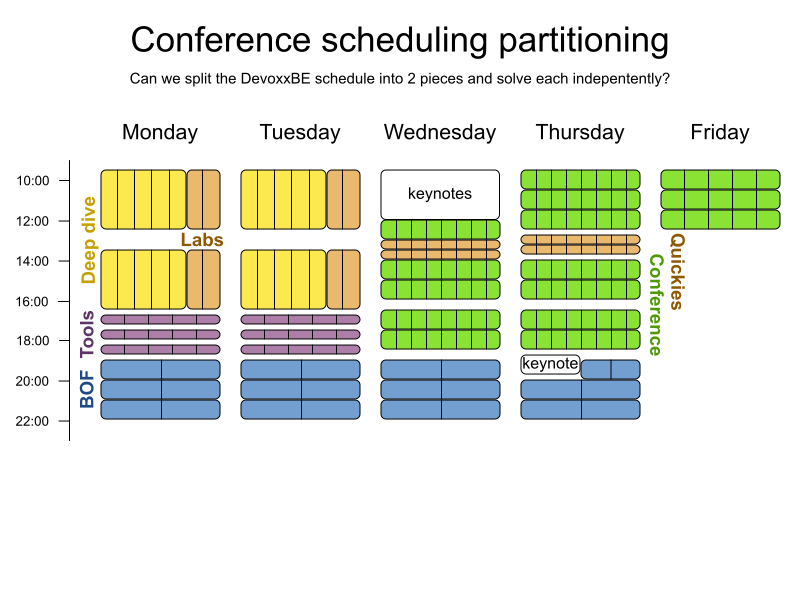 Conference scheduling partitioning
Can we split the DevoxxBE schedule into 2 pieces and solve each indepentently?
Monday
Tuesday
Wednesday
Thursday
Friday
10:00
12:00
14:00
16:00
18:00
20:00
22:00
Deep dive
Labs
Tools
BOF
keynotes
keynote
Conference
Quickies